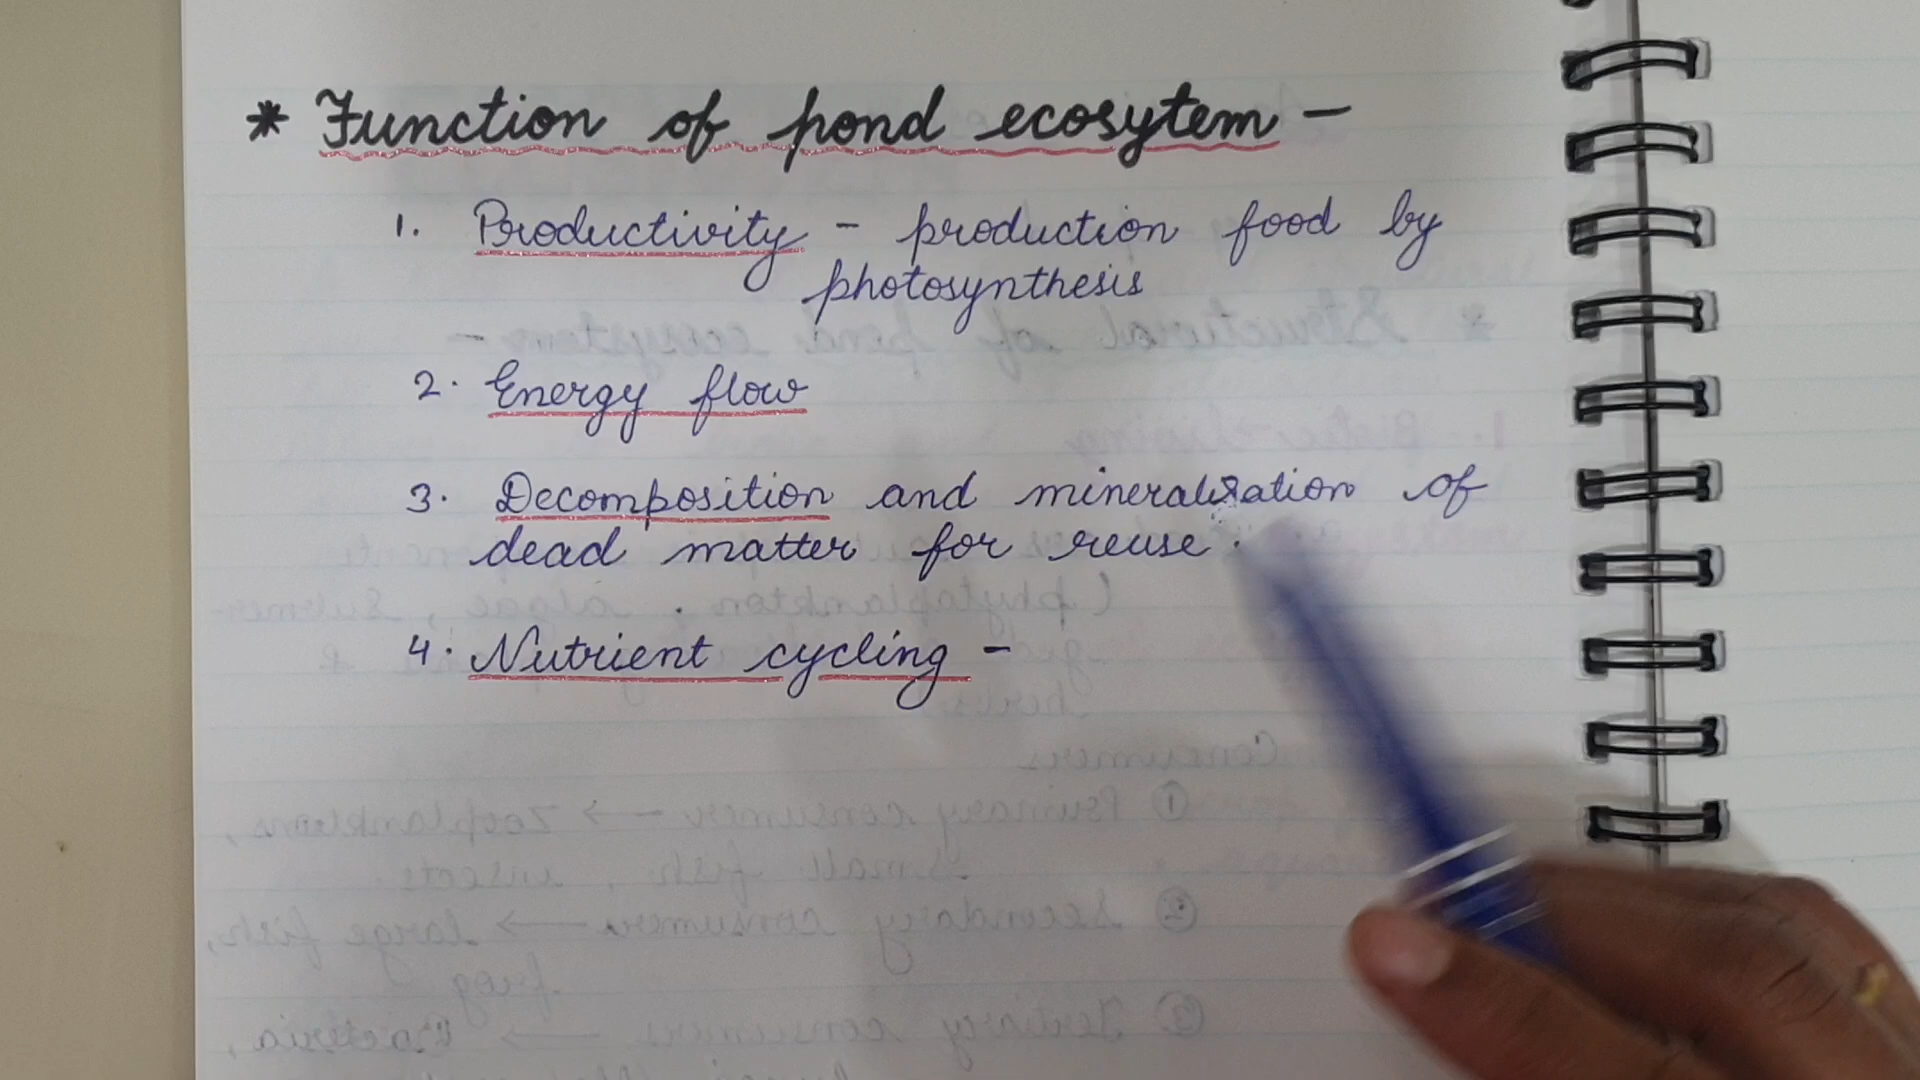 * Function of pond ecosytem -
1. Productivity - production food by
photosynthesis
2. Energy flow
3. Decomposition and mineralisation of
dead matter for reuse.
4. Nutrient cycling -